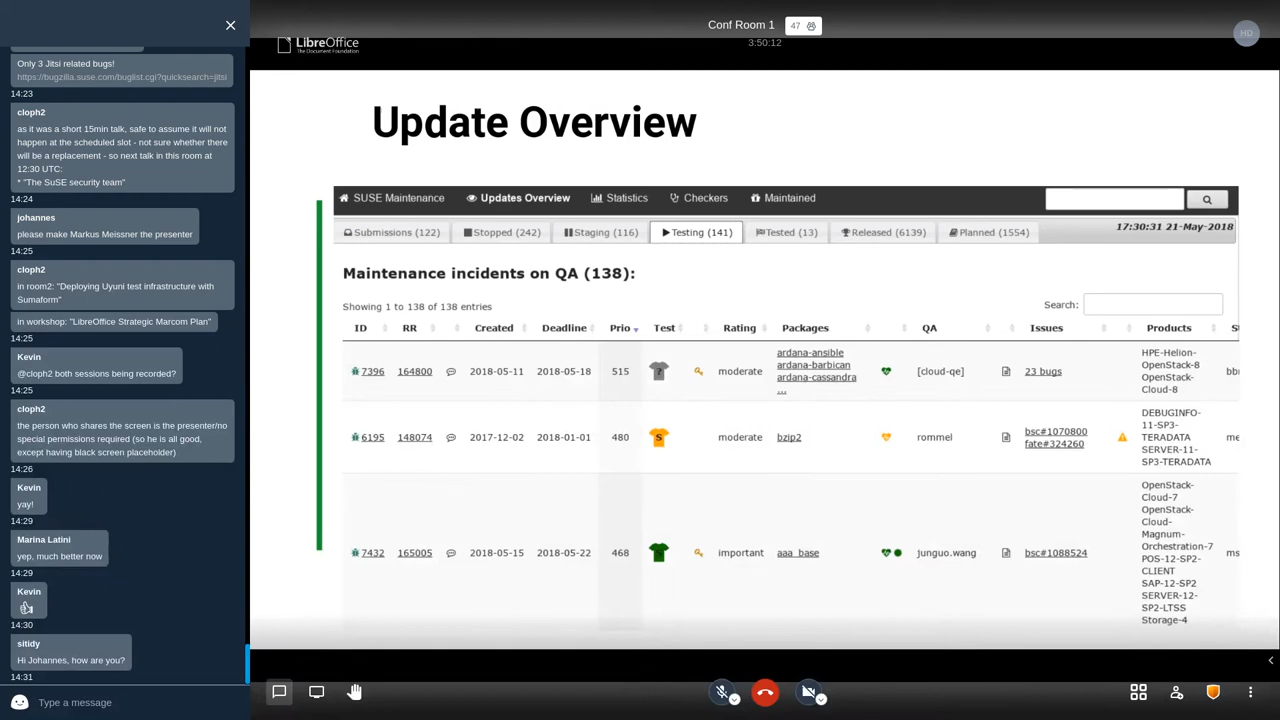 Only 3 Jitsi related bugs!
https://bugzilla.suse.com/buglist.cgi?quicksearch=jitsi
14:23
cloph2
as it was a short 15min talk, safe to assume it will not
happen at the scheduled slot - not sure whether there
will be a replacement - so next talk in this room at
12:30 UTC:
* "The SuSE security team"
14:24
johannes
please make Markus Meissner the presenter
14:25
cloph2
in room2: "Deploying Uyuni test infrastructure with
Sumaform"
in workshop: "LibreOffice Strategic Marcom Plan"
14:25
Kevin
@cloph2 both sessions being recorded?
14:25
cloph2
the person who shares the screen is the presenter/no
special permissions required (so he is all good,
except having black screen placeholder)
14:26
Kevin
yay!
14:29
Marina Latini
yep, much better now
14:29
Kevin
14:30
sitidy
Hi Johannes, how are you?
14:31
Type a message
Conf Room 1 47
3:50:12
HD
LibreOffice
The Document Foundation
Update Overview
SUSE Maintenance Updates Overview Statistics Checkers Maintained
Submissions (122) Stopped (242) Staging (116) Testing (141) Tested (13) Released (6139) Planned (1554) 17:30:31 21-May-2018
Maintenance incidents on QA (138):
Showing 1 to 138 of 138 entries Search:
ID RR Created Deadline Prio Test Rating Packages QA Issues Products
7396 164800 2018-05-11 2018-05-18 515 ? moderate ardana-ansible
ardana-barbican
ardana-cassandra
... [cloud-qe] 23 bugs HPE-Helion-
OpenStack-8
OpenStack-
Cloud-8
6195 148074 2017-12-02 2018-01-01 480 S moderate bzip2 rommel bsc#1070800
fate#324260 DEBUGINFO-
11-SP3-
TERADATA
SERVER-11-
SP3-TERADATA
7432 165005 2018-05-15 2018-05-22 468 important aaa_base junguo.wang bsc#1088524 OpenStack-
Cloud-7
OpenStack-
Cloud-
Magnum-
Orchestration-7
POS-12-SP2-
CLIENT
SAP-12-SP2
SERVER-12-
SP2-LTSS
Storage-4